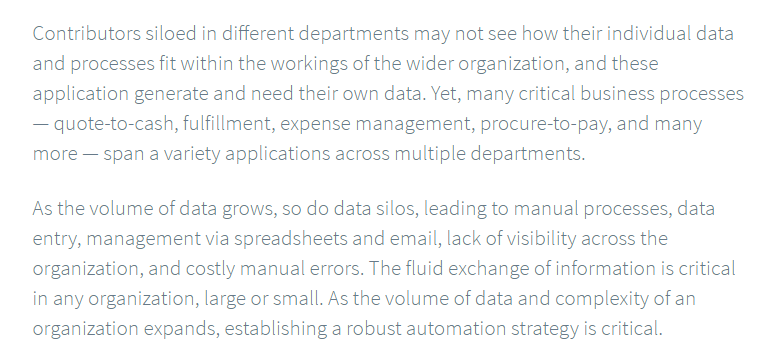 Contributors siloed in different departments may not see how their individual data
and processes fit within the workings of the wider organization, and these
application generate and need their own data. Yet, many critical business processes
— quote-to-cash, fulfillment, expense management, procure-to-pay, and many
more — span a variety applications across multiple departments.
As the volume of data grows, so do data silos, leading to manual processes, data
entry, management via spreadsheets and email, lack of visibility across the
organization, and costly manual errors. The fluid exchange of information is critical
in any organization, large or small. As the volume of data and complexity of an
organization expands, establishing a robust automation strategy is critical.